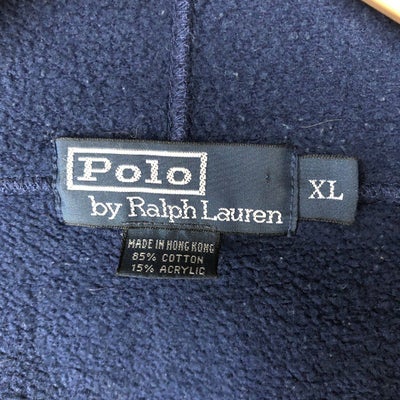 Polo
by Ralph Lauren
XL
MADE IN HONG KONG
85% COTTON
15% ACRYLIC